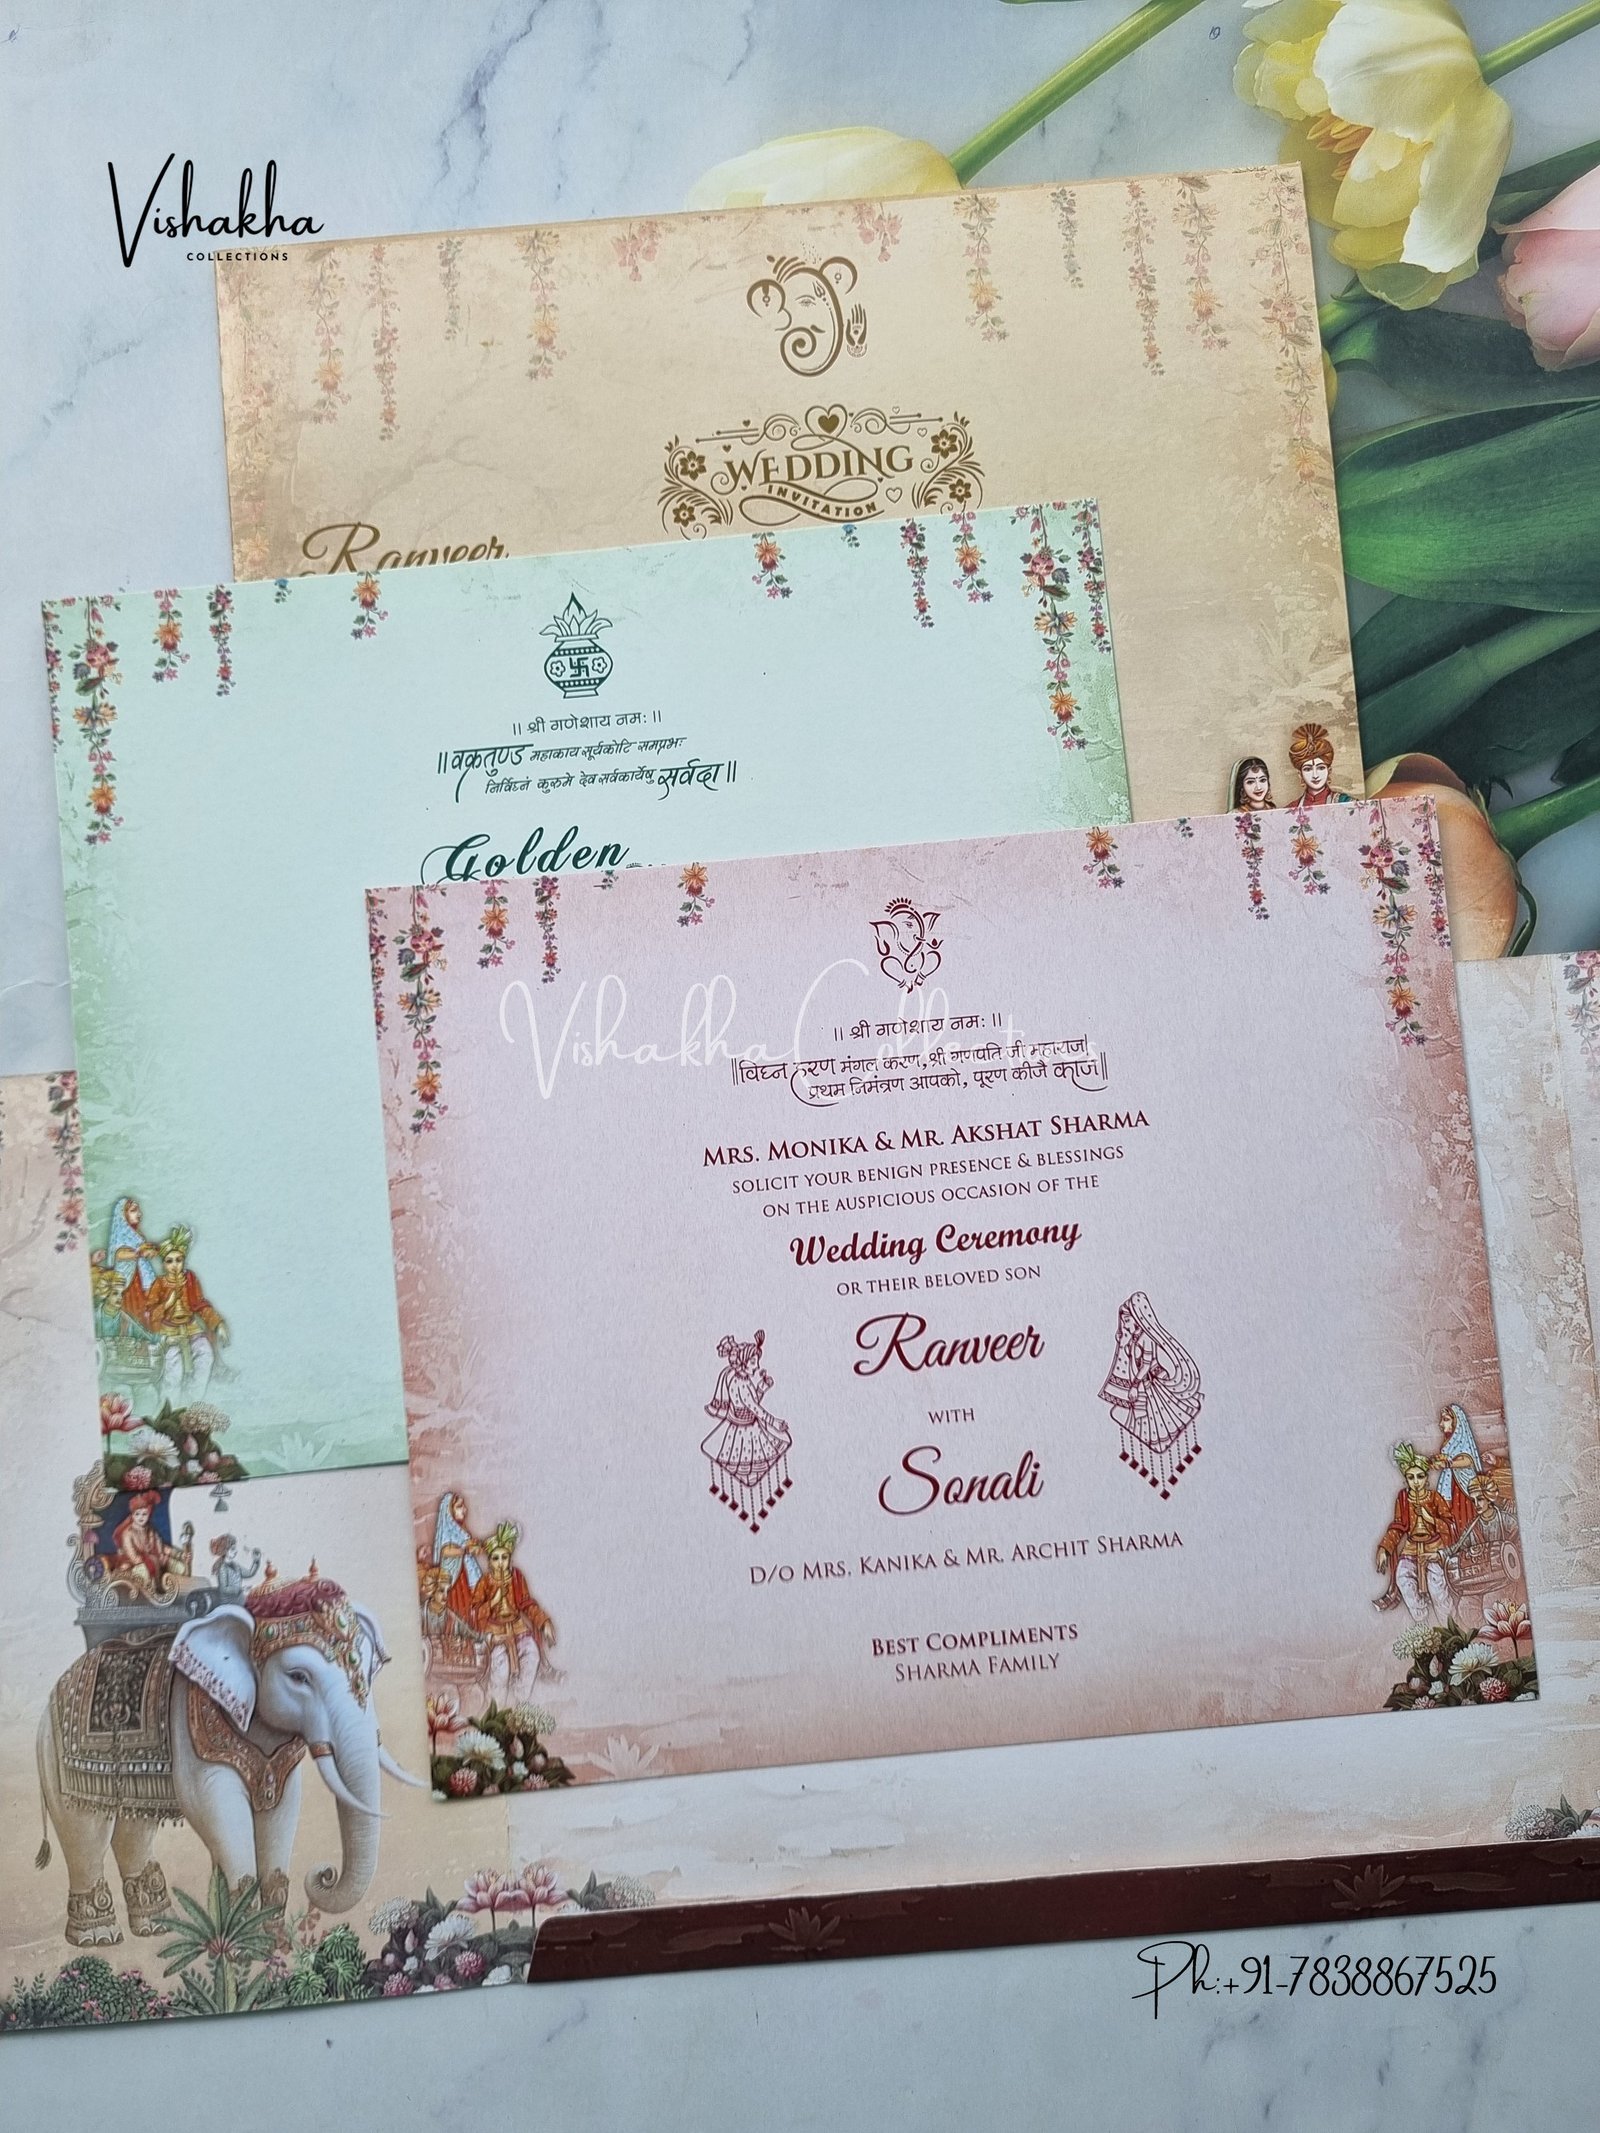 Vishakha
COLLECTIONS
WEDDING
INVITATION
Ranveer
|| श्री गणेशाय नमः ||
|| वक्रतुण्ड महाकाय सूर्यकोटि समप्रभः
निर्विघ्नं कुरुमे देव सर्वकार्येषु सर्वदा ||
Golden
Vishakha Collections
|| श्री गणेशाय नमः ||
||विघ्न हरण मंगल करण, श्री गणपति जी महाराज|
प्रथम निमंत्रण आपको, पूरण कीजै काज||
MRS. MONIKA & MR. AKSHAT SHARMA
SOLICIT YOUR BENIGN PRESENCE & BLESSINGS
ON THE AUSPICIOUS OCCASION OF THE
Wedding Ceremony
OR THEIR BELOVED SON
Ranveer
WITH
Sonali
D/O MRS. KANIKA & MR. ARCHIT SHARMA
BEST COMPLIMENTS
SHARMA FAMILY
Ph:+91-7838867525